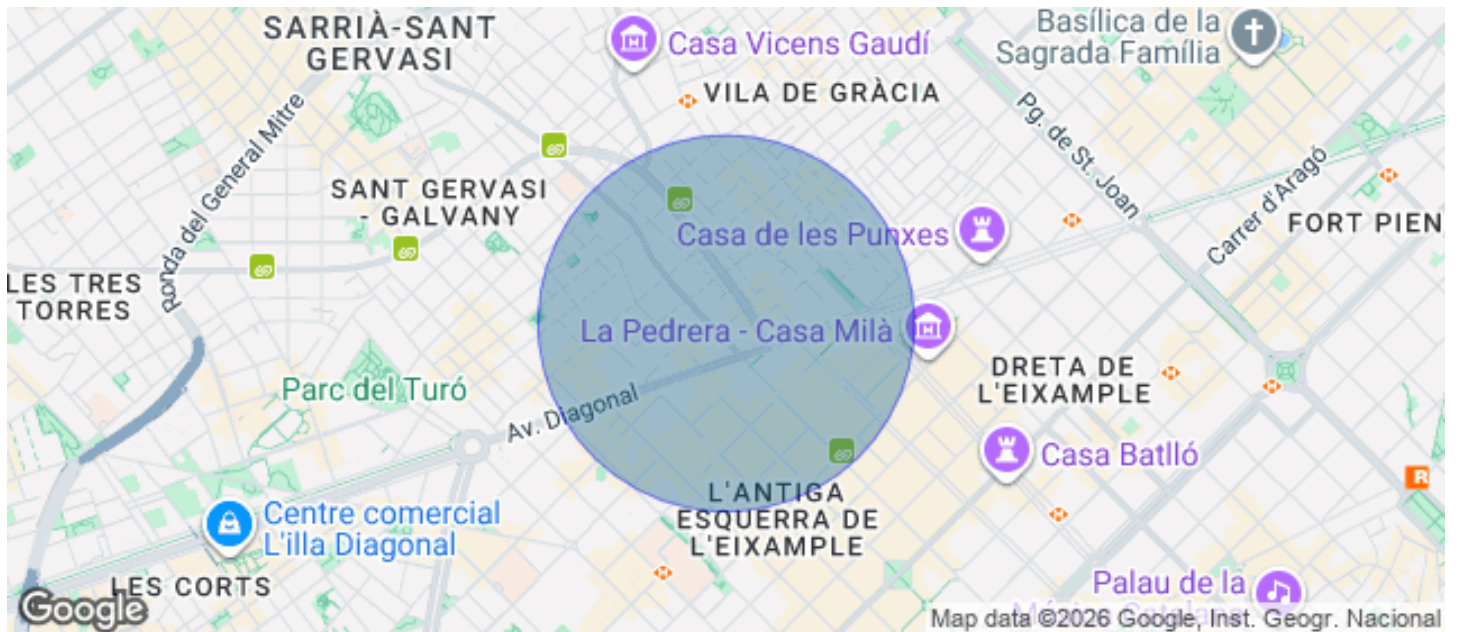 SARRIÀ-SANT
GERVASI
Casa Vicens Gaudí
Basílica de la
Sagrada Família
VILA DE GRÀCIA
Ronda del General Mitre
Pg. de St. Joan
SANT GERVASI
- GALVANY
Carrer d'Aragó
Casa de les Punxes
FORT PIEN
LES TRES
TORRES
La Pedrera - Casa Milà
DRETA DE
L'EIXAMPLE
Parc del Turó
Av. Diagonal
Casa Batlló
R
L'ANTIGA
ESQUERRA DE
L'EIXAMPLE
Centre comercial
L'illa Diagonal
LES CORTS
Palau de la
Google
Map data ©2026 Google, Inst. Geogr. Nacional